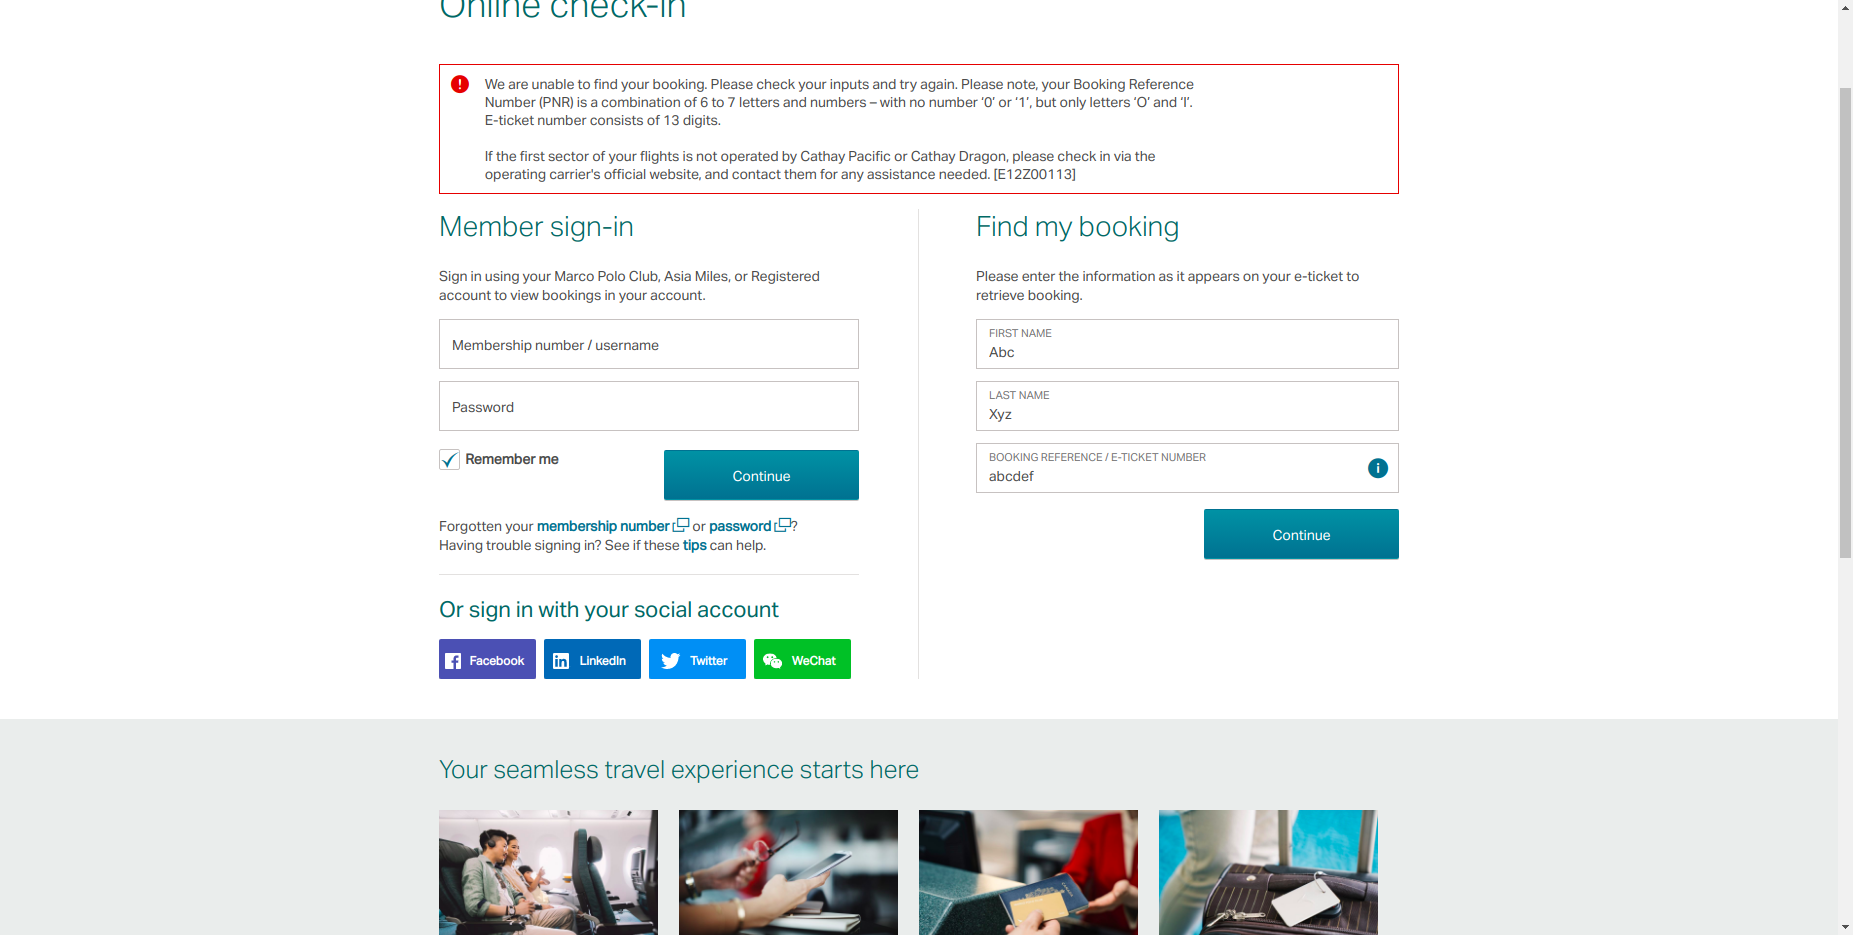 Online check-in
We are unable to find your booking. Please check your inputs and try again. Please note, your Booking Reference
Number (PNR) is a combination of 6 to 7 letters and numbers – with no number ‘0’ or ‘1’, but only letters ‘O’ and ‘I’.
E-ticket number consists of 13 digits.
If the first sector of your flights is not operated by Cathay Pacific or Cathay Dragon, please check in via the
operating carrier's official website, and contact them for any assistance needed. [E12Z00113]
Member sign-in
Sign in using your Marco Polo Club, Asia Miles, or Registered
account to view bookings in your account.
Membership number / username
Password
Remember me
Continue
Forgotten your membership number or password ?
Having trouble signing in? See if these tips can help.
Or sign in with your social account
Facebook
LinkedIn
Twitter
WeChat
Find my booking
Please enter the information as it appears on your e-ticket to
retrieve booking.
FIRST NAME
Abc
LAST NAME
Xyz
BOOKING REFERENCE / E-TICKET NUMBER
abcdef
Continue
Your seamless travel experience starts here